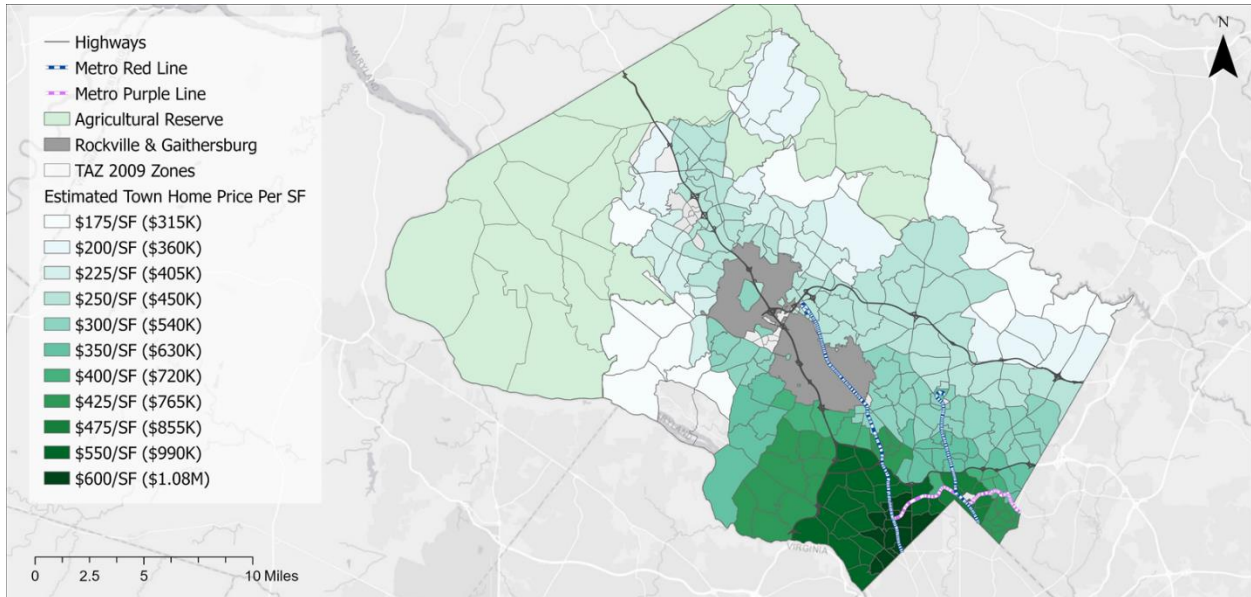 Highways
Metro Red Line
Metro Purple Line
Agricultural Reserve
Rockville & Gaithersburg
TAZ 2009 Zones
Estimated Town Home Price Per SF
$175/SF ($315K)
$200/SF ($360K)
$225/SF ($405K)
$250/SF ($450K)
$300/SF ($540K)
$350/SF ($630K)
$400/SF ($720K)
$425/SF ($765K)
$475/SF ($855K)
$550/SF ($990K)
$600/SF ($1.08M)
0 2.5 5 10 Miles
N
MARYLAND
MARYLAND
VIRGINIA